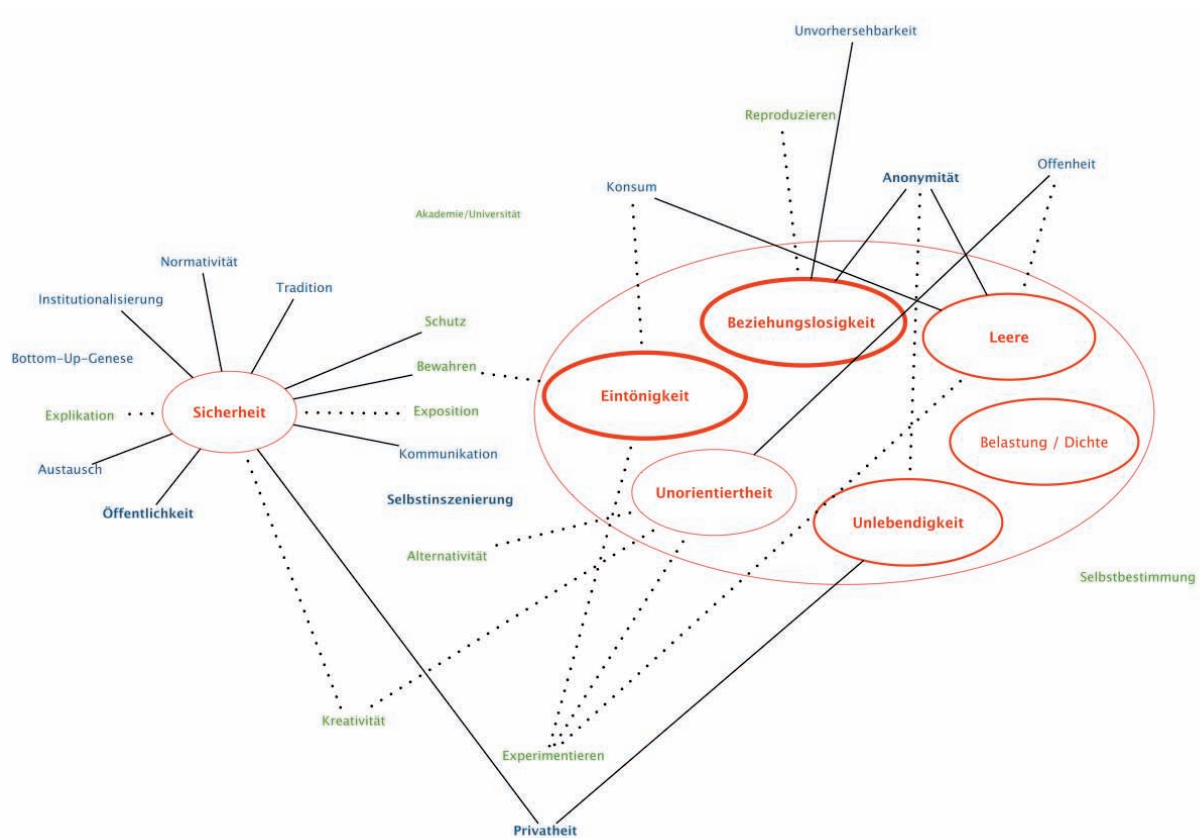 Unvorhersehbarkeit
Reproduzieren
Offenheit
Anonymität
Konsum
Akademie/Universität
Normativität
Tradition
Institutionalisierung
Schutz
Beziehungslosigkeit
Leere
Bottom-Up-Genese
Bewahren
Eintönigkeit
Explikation
Sicherheit
Exposition
Belastung / Dichte
Kommunikation
Austausch
Unorientiertheit
Selbstinszenierung
Öffentlichkeit
Unlebendigkeit
Alternativität
Selbstbestimmung
Kreativität
Experimentieren
Privatheit